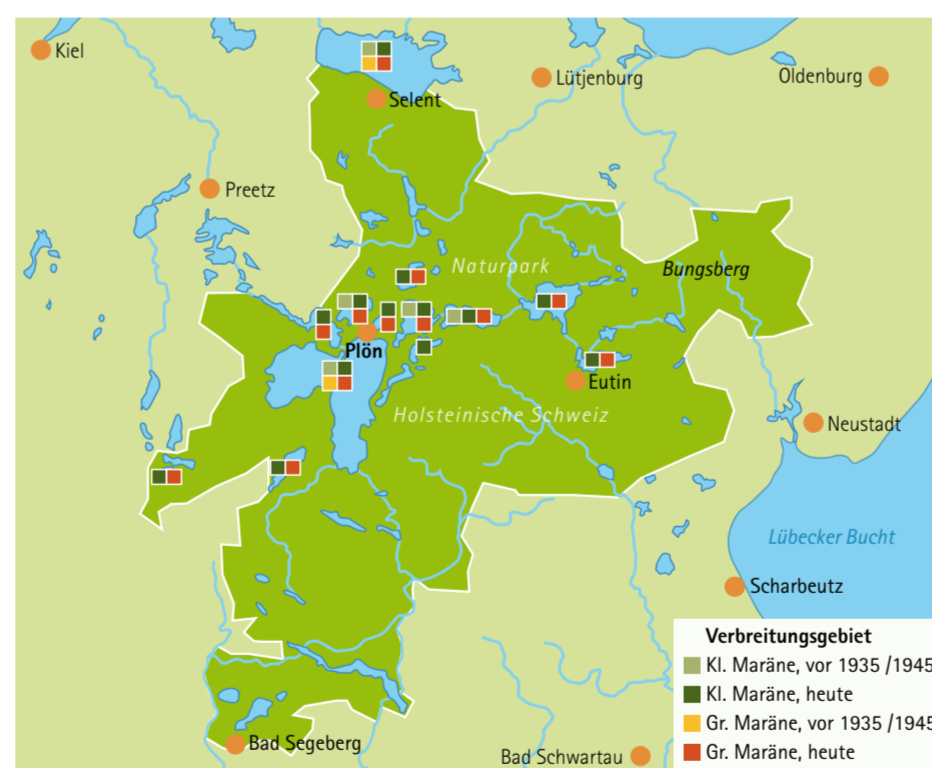 Kiel
Lütjenburg
Oldenburg
Selent
Preetz
Naturpark
Bungsberg
Plön
Eutin
Holsteinische Schweiz
Neustadt
Lübecker Bucht
Scharbeutz
Verbreitungsgebiet
Kl. Maräne, vor 1935 /1945
Kl. Maräne, heute
Gr. Maräne, vor 1935 /1945
Gr. Maräne, heute
Bad Segeberg
Bad Schwartau